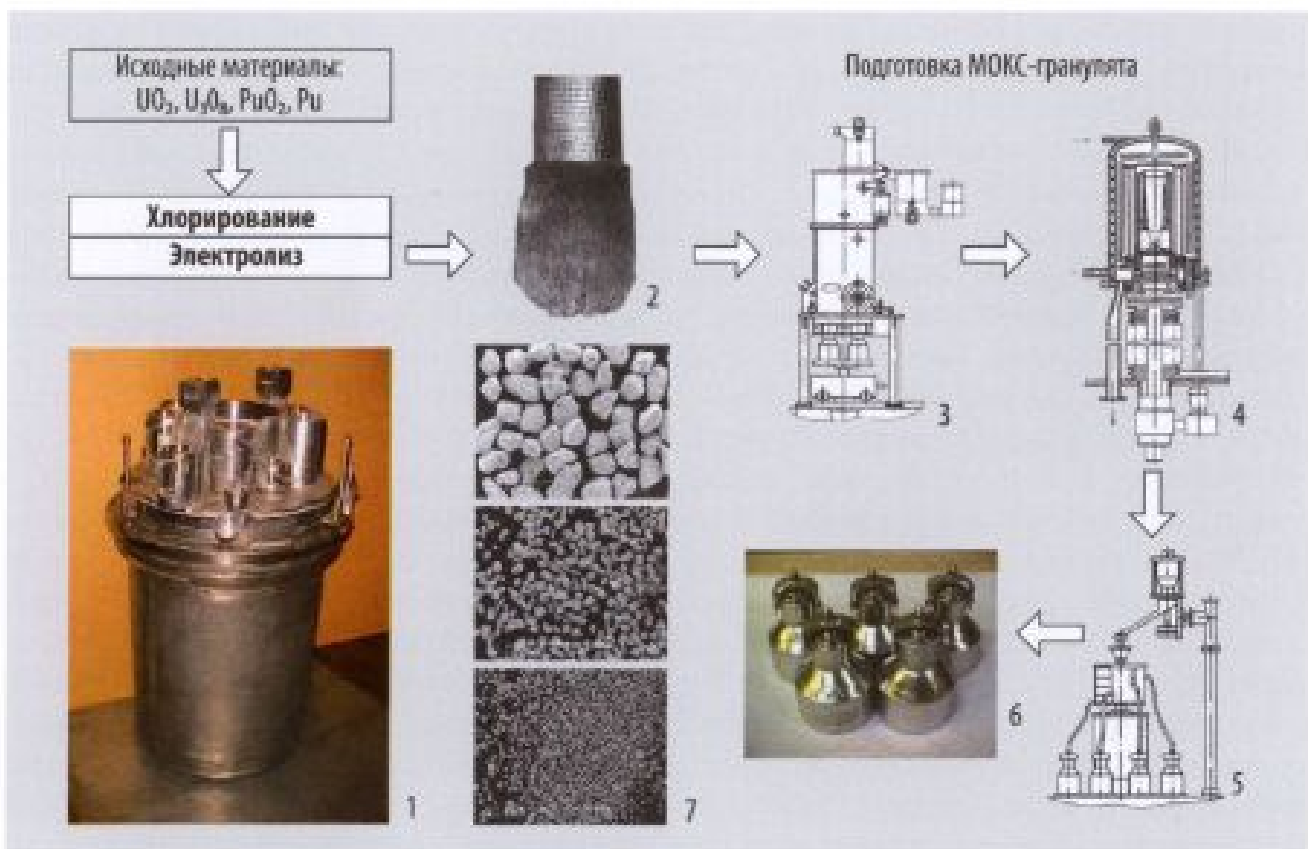 Исходные материалы:
UO₂, U₃O₈, PuO₂, Pu
Хлорирование
Электролиз
Подготовка МОКС-гранулята
1
2
3
4
5
6
7